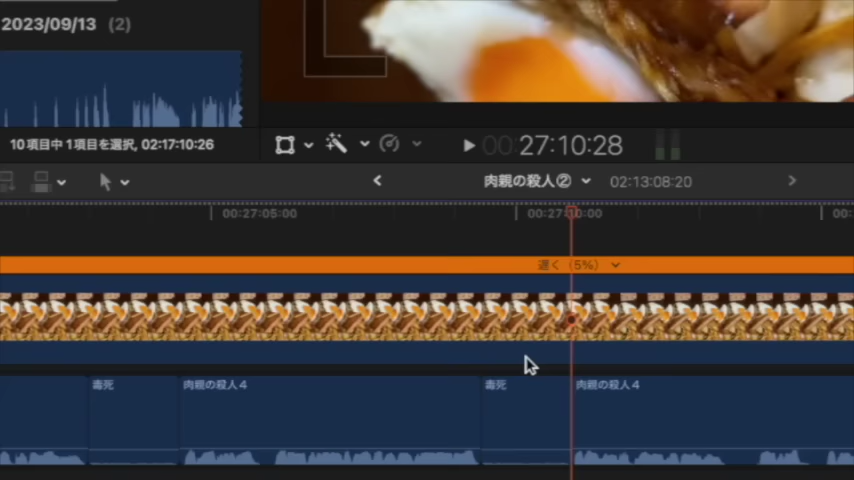 2023/09/13 (2)
10項目中1項目を選択, 02:17:10:26
00:27:10:28
肉親の殺人② 02:13:08:20
00:27:05:00 00:27:10:00 00:
遅く (5%)
毒死 肉親の殺人4 毒死 肉親の殺人4